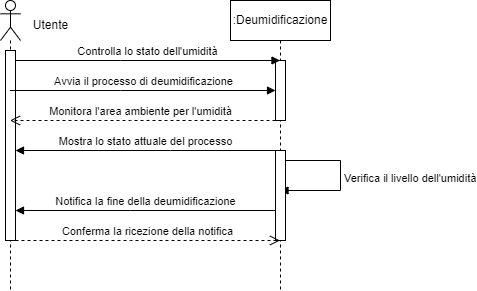 Utente
:Deumidificazione
Controlla lo stato dell'umidità
Avvia il processo di deumidificazione
Monitora l'area ambiente per l'umidità
Mostra lo stato attuale del processo
Verifica il livello dell'umidità
Notifica la fine della deumidificazione
Conferma la ricezione della notifica